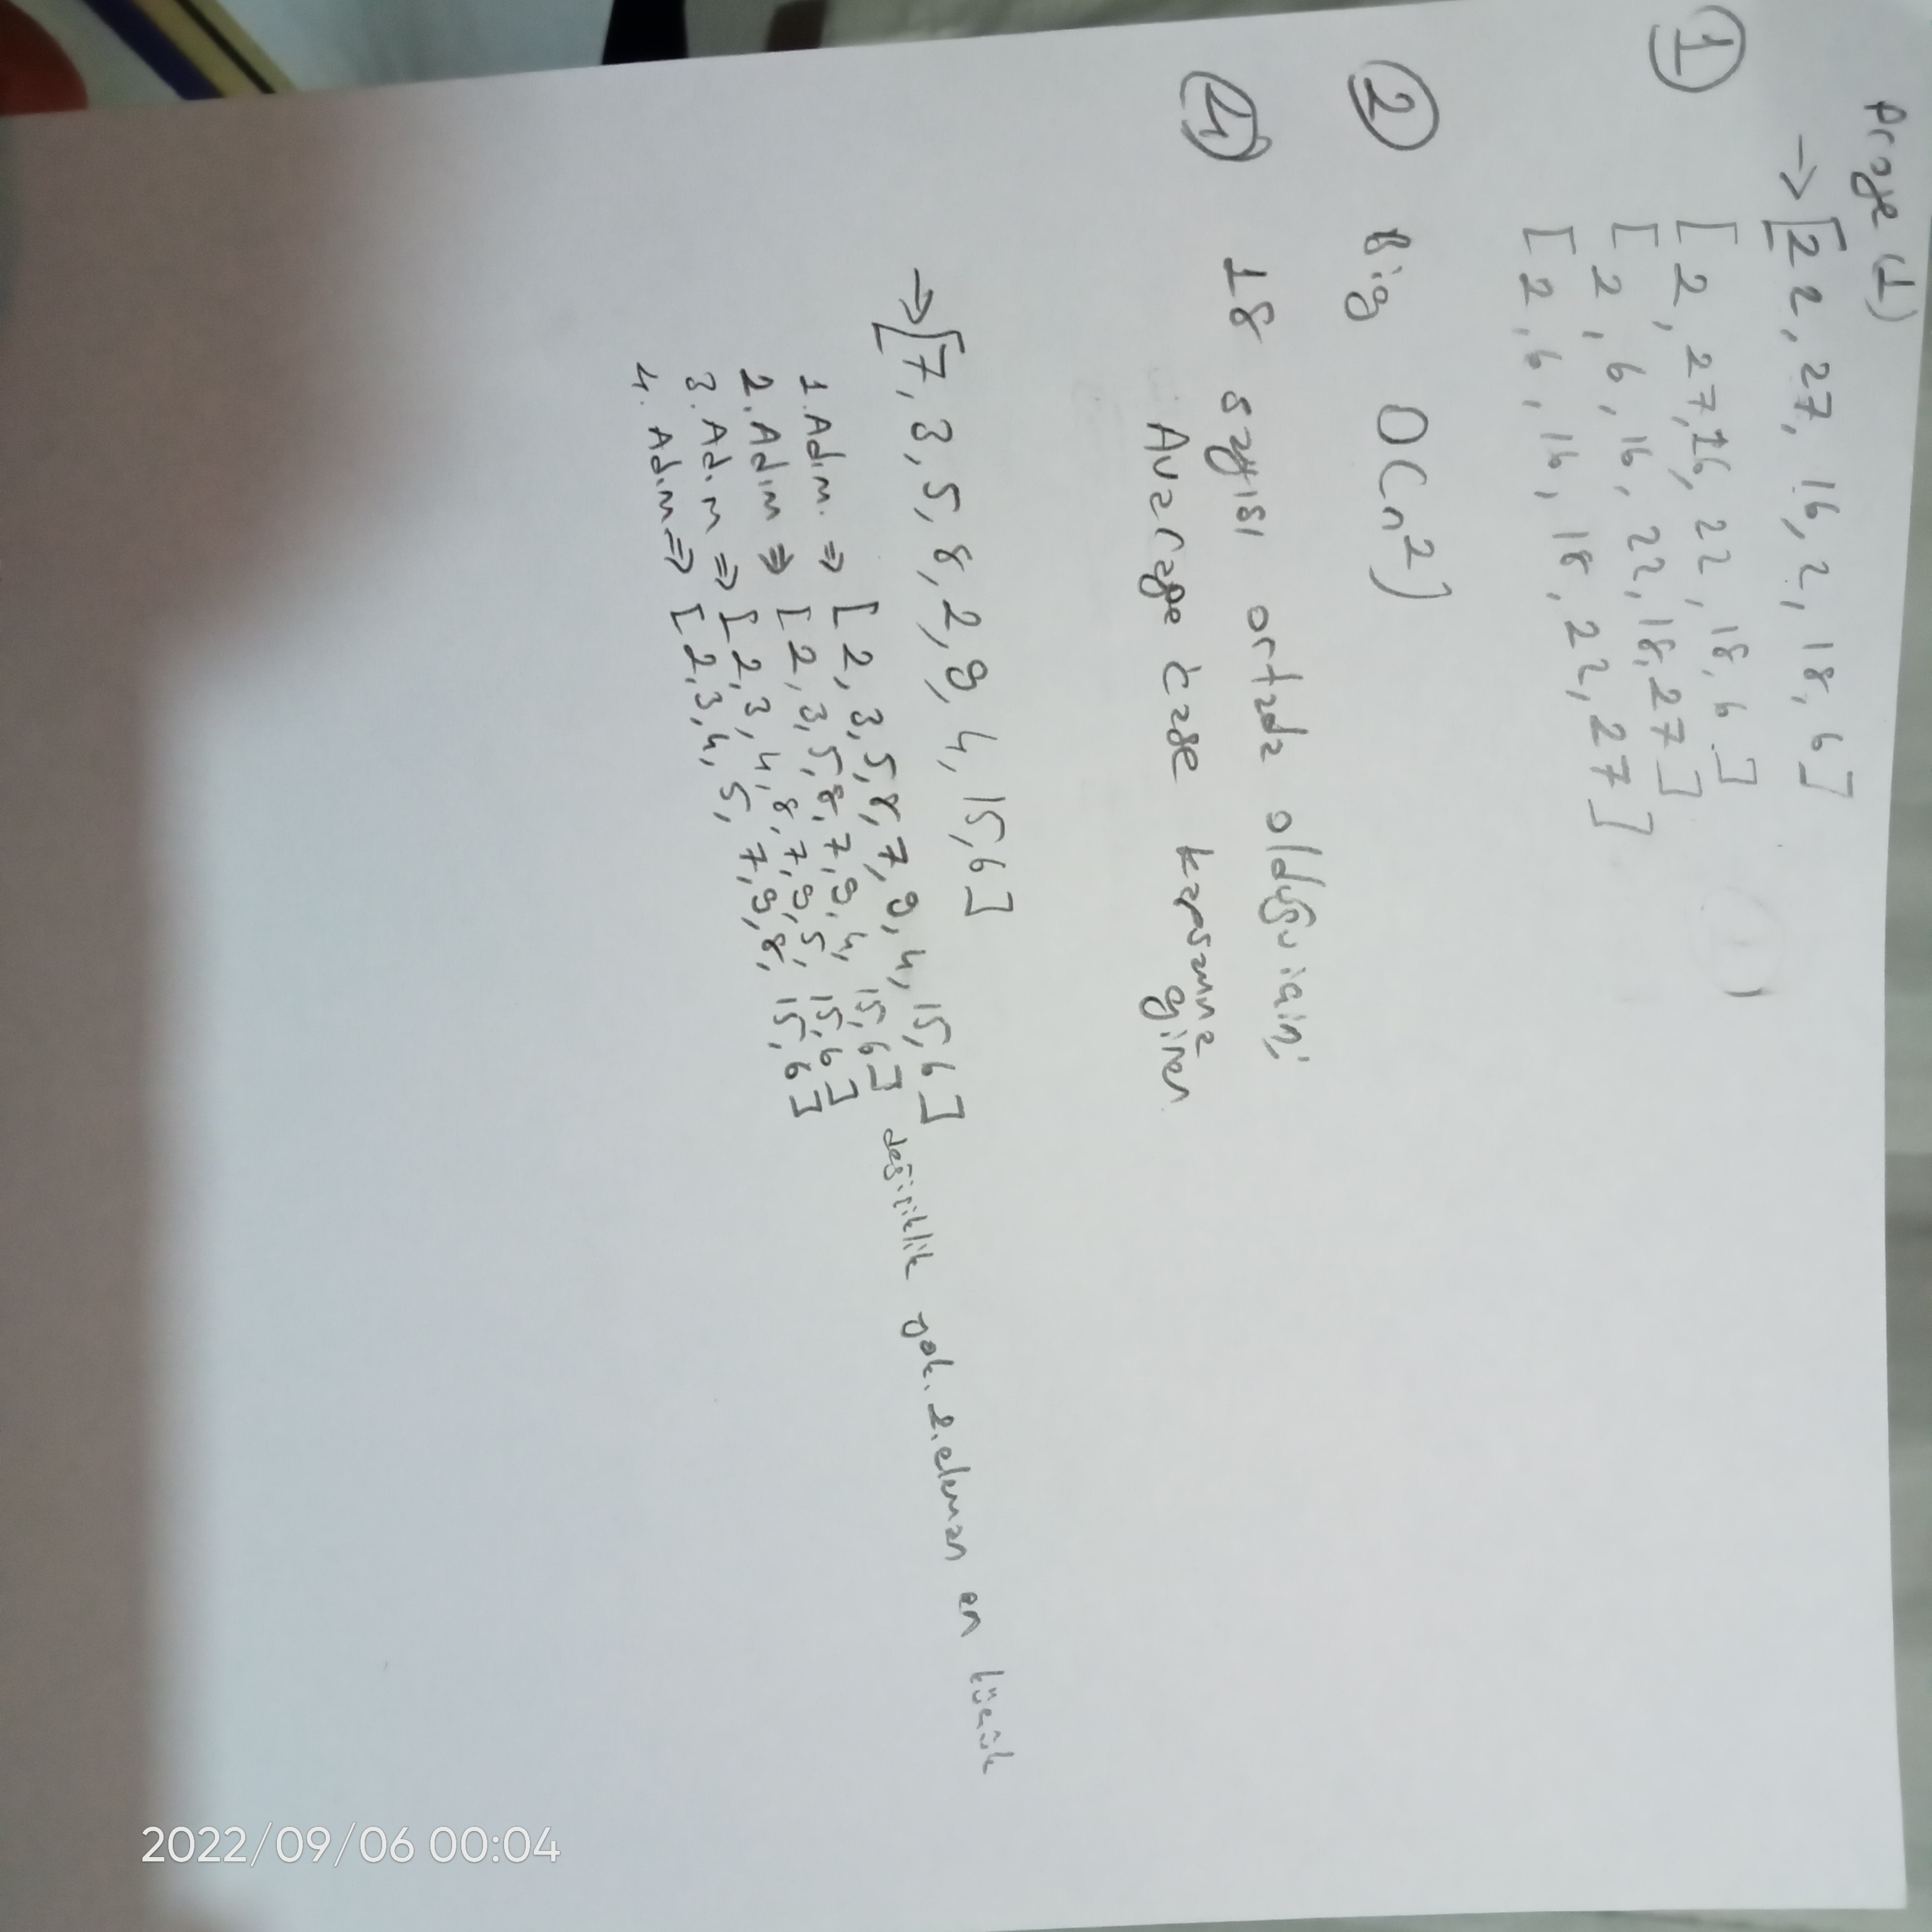 Proje (1)
① → [22, 27, 16, 2, 18, 6]
[2, 27, 16, 22, 18, 6]
[2, 6, 16, 22, 18, 27]
[2, 6, 16, 18, 22, 27]
② Big O(n²)
④ 18 sayısı ortada olduğu için,
Avarage case kapsamına
girer
→ [7, 3, 5, 8, 2, 9, 4, 15, 6]
1. Adım. ⇒ [2, 3, 5, 8, 7, 9, 4, 15, 6]
2. Adım ⇒ [2, 3, 5, 8, 7, 9, 4, 15, 6] değişiklik yok. 2. eleman en küçük
3. Adım ⇒ [2, 3, 4, 8, 7, 9, 5, 15, 6]
4. Adım ⇒ [2, 3, 4, 5, 7, 9, 8, 15, 6]
2022/09/06 00:04